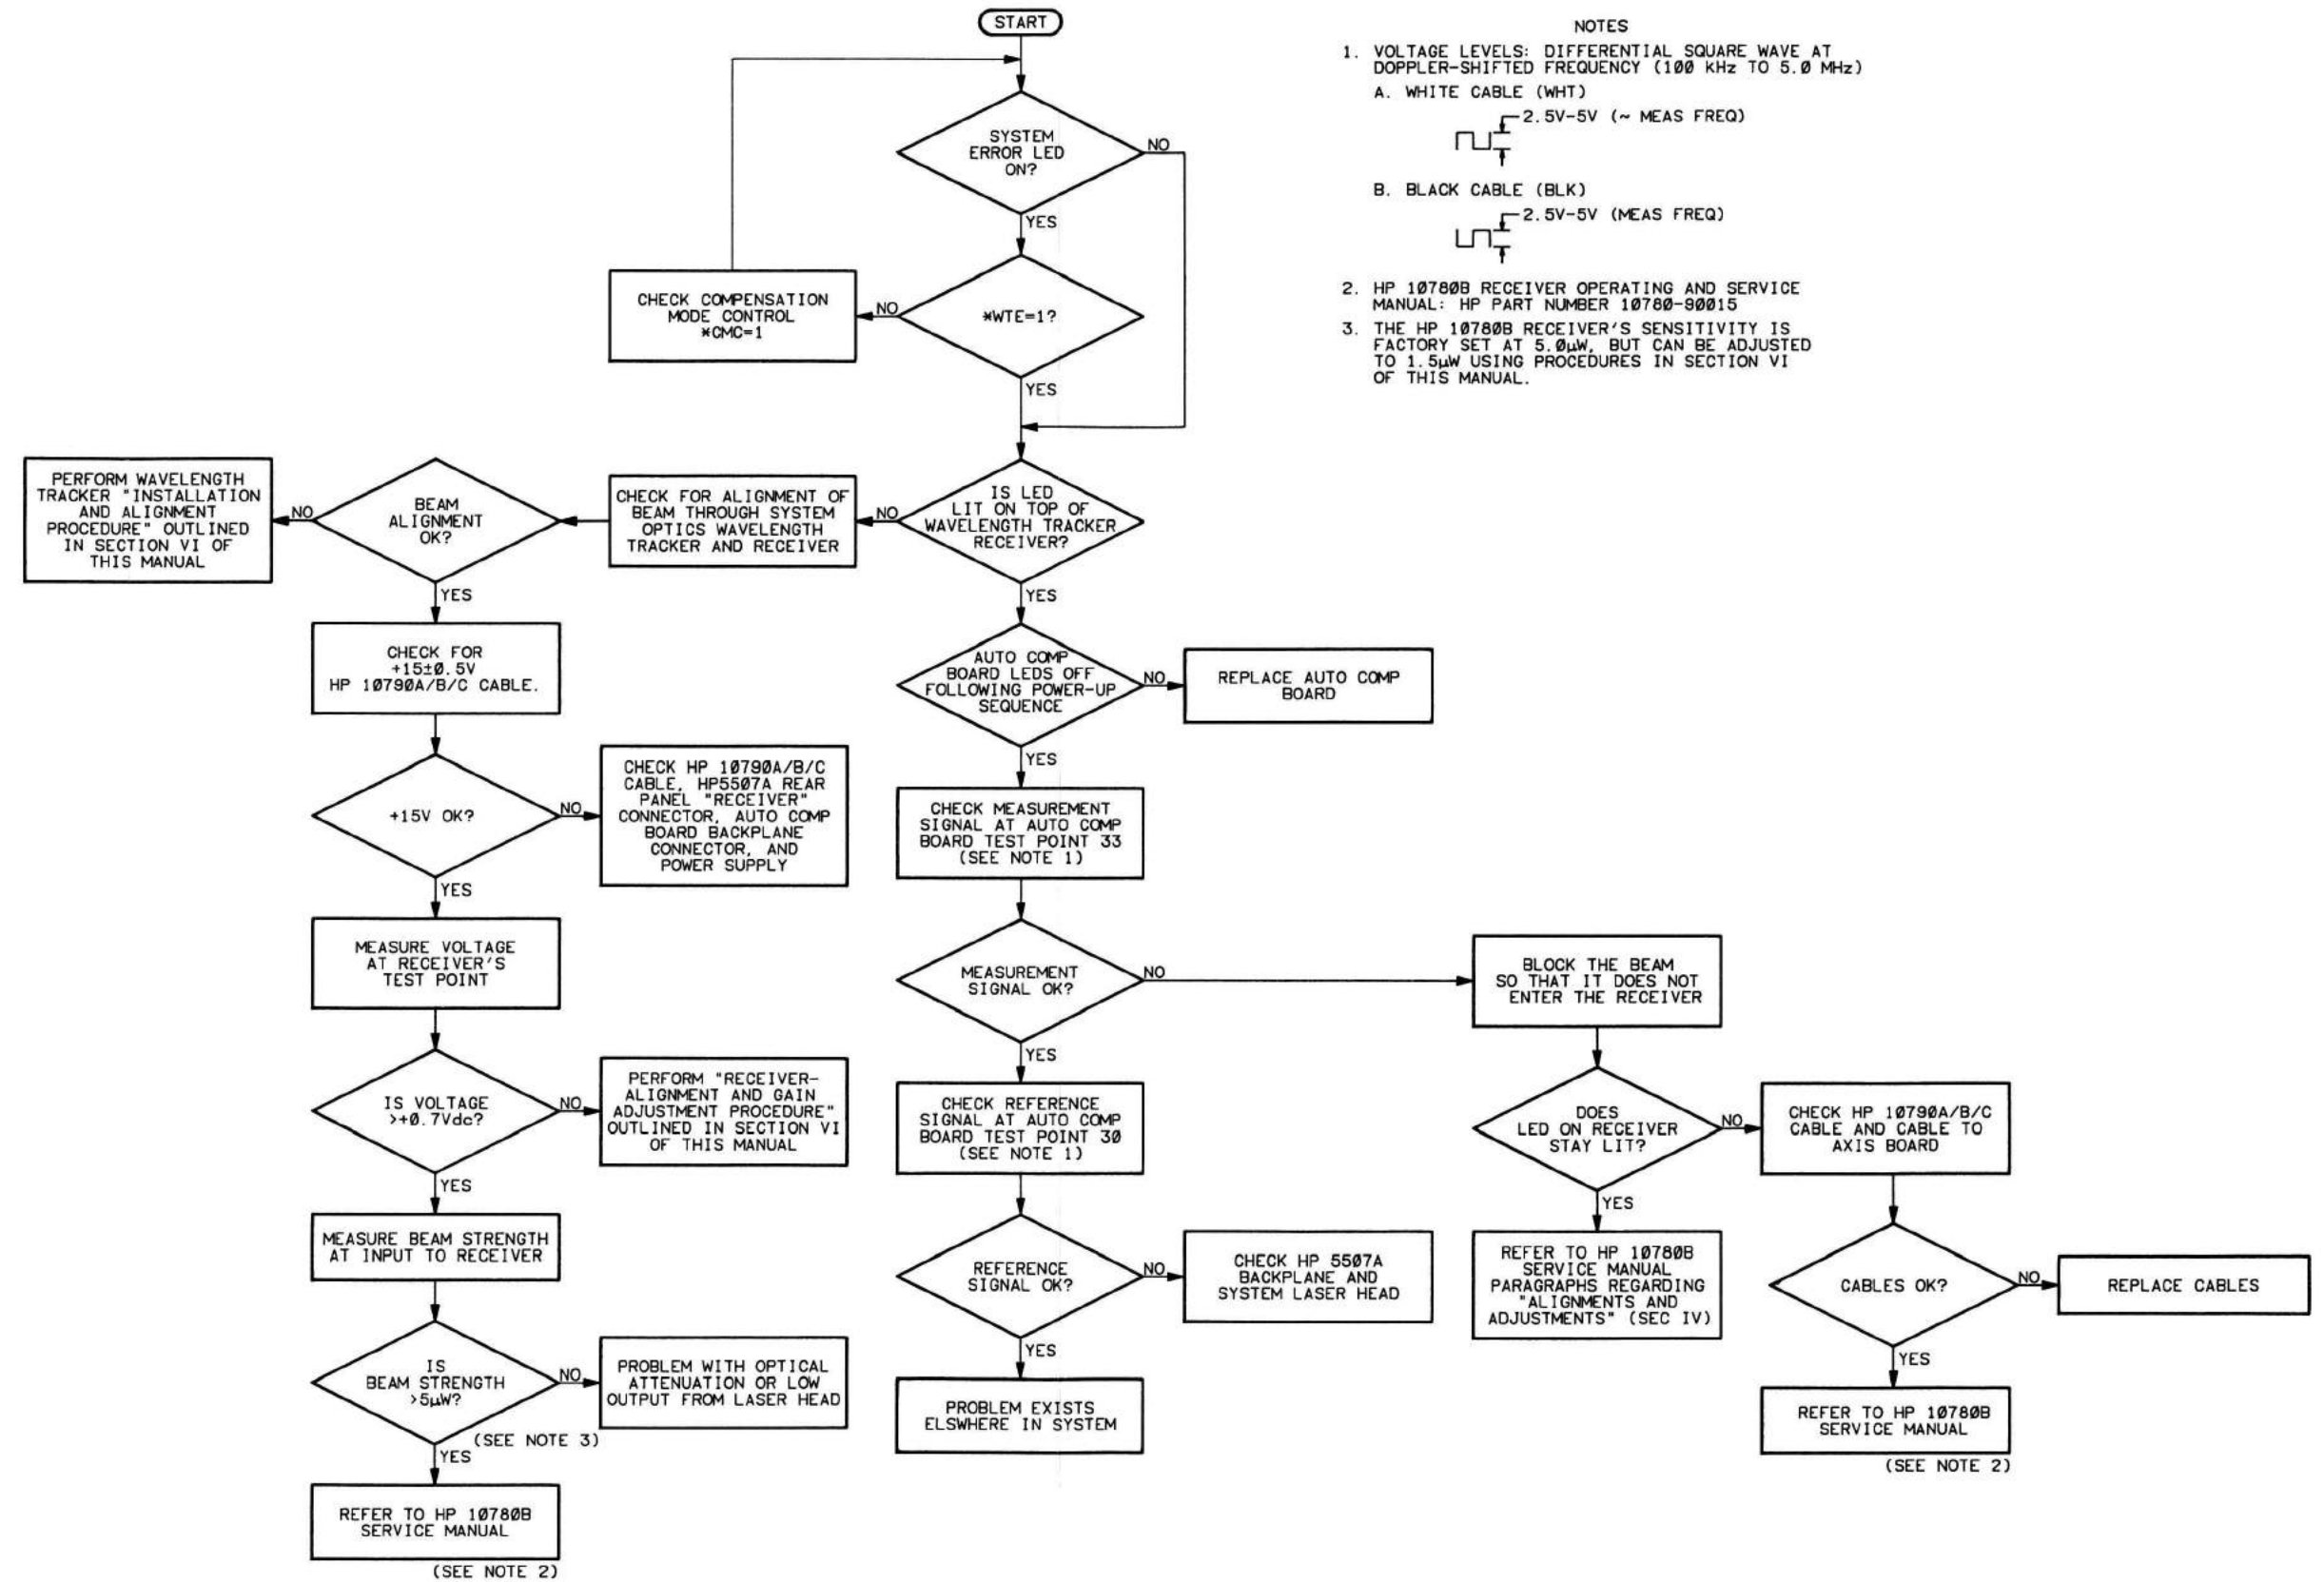 START
NOTES
1. VOLTAGE LEVELS: DIFFERENTIAL SQUARE WAVE AT
DOPPLER-SHIFTED FREQUENCY (100 KHz TO 5.0 MHz)
A. WHITE CABLE (WHT)
2.5V-5V (~ MEAS FREQ)
B. BLACK CABLE (BLK)
2.5V-5V (MEAS FREQ)
2. HP 10780B RECEIVER OPERATING AND SERVICE
MANUAL: HP PART NUMBER 10780-90015
3. THE HP 10780B RECEIVER'S SENSITIVITY IS
FACTORY SET AT 5.0µW, BUT CAN BE ADJUSTED
TO 1.5µW USING PROCEDURES IN SECTION VI
OF THIS MANUAL.
SYSTEM
ERROR LED
ON?
NO
YES
*WTE=1?
NO
YES
CHECK COMPENSATION
MODE CONTROL
*CMC=1
IS LED
LIT ON TOP OF
WAVELENGTH TRACKER
RECEIVER?
NO
YES
CHECK FOR ALIGNMENT OF
BEAM THROUGH SYSTEM
OPTICS WAVELENGTH
TRACKER AND RECEIVER
BEAM
ALIGNMENT
OK?
NO
YES
PERFORM WAVELENGTH
TRACKER "INSTALLATION
AND ALIGNMENT
PROCEDURE" OUTLINED
IN SECTION VI OF
THIS MANUAL
CHECK FOR
+15±0.5V
HP 10790A/B/C CABLE.
+15V OK?
NO
YES
CHECK HP 10790A/B/C
CABLE, HP5507A REAR
PANEL "RECEIVER"
CONNECTOR, AUTO COMP
BOARD BACKPLANE
CONNECTOR, AND
POWER SUPPLY
MEASURE VOLTAGE
AT RECEIVER'S
TEST POINT
IS VOLTAGE
>+0.7Vdc?
NO
YES
PERFORM "RECEIVER-
ALIGNMENT AND GAIN
ADJUSTMENT PROCEDURE"
OUTLINED IN SECTION VI
OF THIS MANUAL
MEASURE BEAM STRENGTH
AT INPUT TO RECEIVER
IS
BEAM STRENGTH
>5µW?
NO
(SEE NOTE 3)
YES
PROBLEM WITH OPTICAL
ATTENUATION OR LOW
OUTPUT FROM LASER HEAD
REFER TO HP 10780B
SERVICE MANUAL
(SEE NOTE 2)
AUTO COMP
BOARD LEDS OFF
FOLLOWING POWER-UP
SEQUENCE
NO
YES
REPLACE AUTO COMP
BOARD
CHECK MEASUREMENT
SIGNAL AT AUTO COMP
BOARD TEST POINT 33
(SEE NOTE 1)
MEASUREMENT
SIGNAL OK?
NO
YES
CHECK REFERENCE
SIGNAL AT AUTO COMP
BOARD TEST POINT 30
(SEE NOTE 1)
REFERENCE
SIGNAL OK?
NO
YES
CHECK HP 5507A
BACKPLANE AND
SYSTEM LASER HEAD
PROBLEM EXISTS
ELSWHERE IN SYSTEM
BLOCK THE BEAM
SO THAT IT DOES NOT
ENTER THE RECEIVER
DOES
LED ON RECEIVER
STAY LIT?
NO
YES
REFER TO HP 10780B
SERVICE MANUAL
PARAGRAPHS REGARDING
"ALIGNMENTS AND
ADJUSTMENTS" (SEC IV)
CHECK HP 10790A/B/C
CABLE AND CABLE TO
AXIS BOARD
CABLES OK?
NO
YES
REPLACE CABLES
REFER TO HP 10780B
SERVICE MANUAL
(SEE NOTE 2)